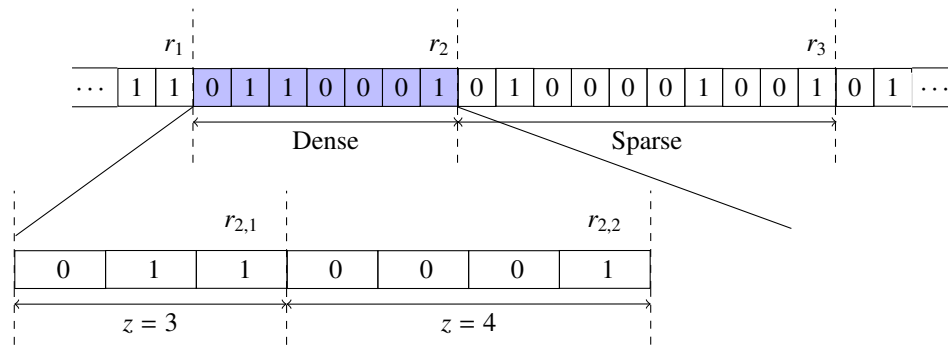 r1 r2 r3
··· 1 1 0 1 1 0 0 0 1 0 1 0 0 0 0 1 0 0 1 0 1 ···
Dense Sparse
r2,1 r2,2
0 1 1 0 0 0 1
z = 3 z = 4